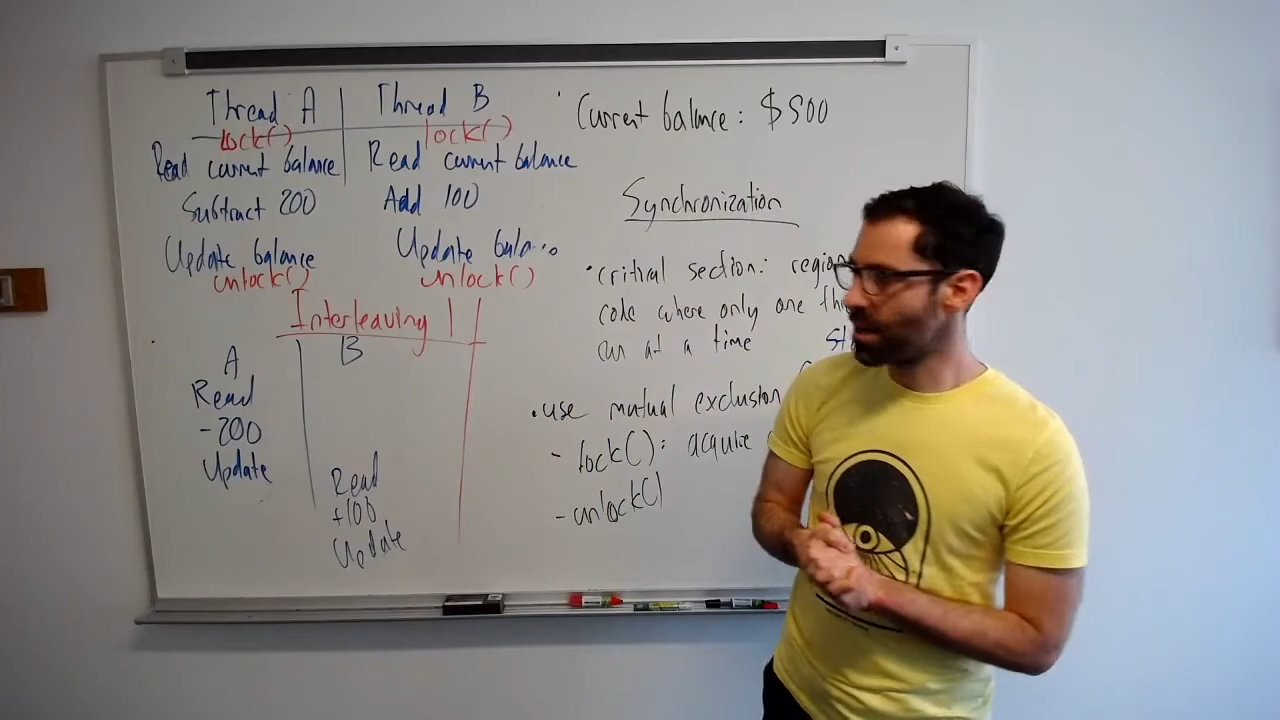 Thread A
Thread B
lock()
lock()
Read current balance
Read current balance
Subtract 200
Add 100
Update balance
Update bala...
unlock()
unlock()
Interleaving 1
A
B
Read
-200
Update
Read
+100
Update
Current balance: $500
Synchronization
• critical section: region
code where only one
can at a time
• use mutual exclusion
- lock(): acquire
- unlock()